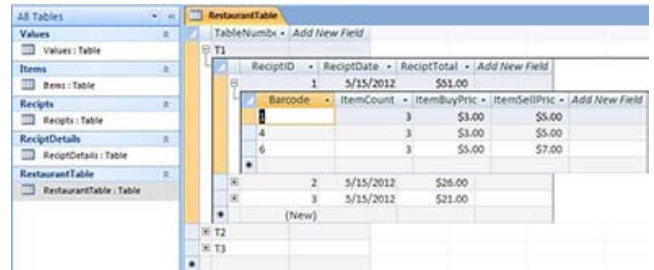 All Tables
Values
Values : Table
Items
Items : Table
Recipts
Recipts : Table
ReciptDetails
ReciptDetails : Table
RestaurantTable
RestaurantTable : Table
RestaurantTable
TableNumbe Add New Field
T1
ReciptID ReciptDate ReciptTotal Add New Field
1 5/15/2012 $51.00
Barcode ItemCount ItemBuyPric ItemSellPric Add New Field
1 3 $3.00 $5.00
4 3 $3.00 $5.00
6 3 $5.00 $7.00
2 5/15/2012 $26.00
3 5/15/2012 $21.00
(New)
T2
T3